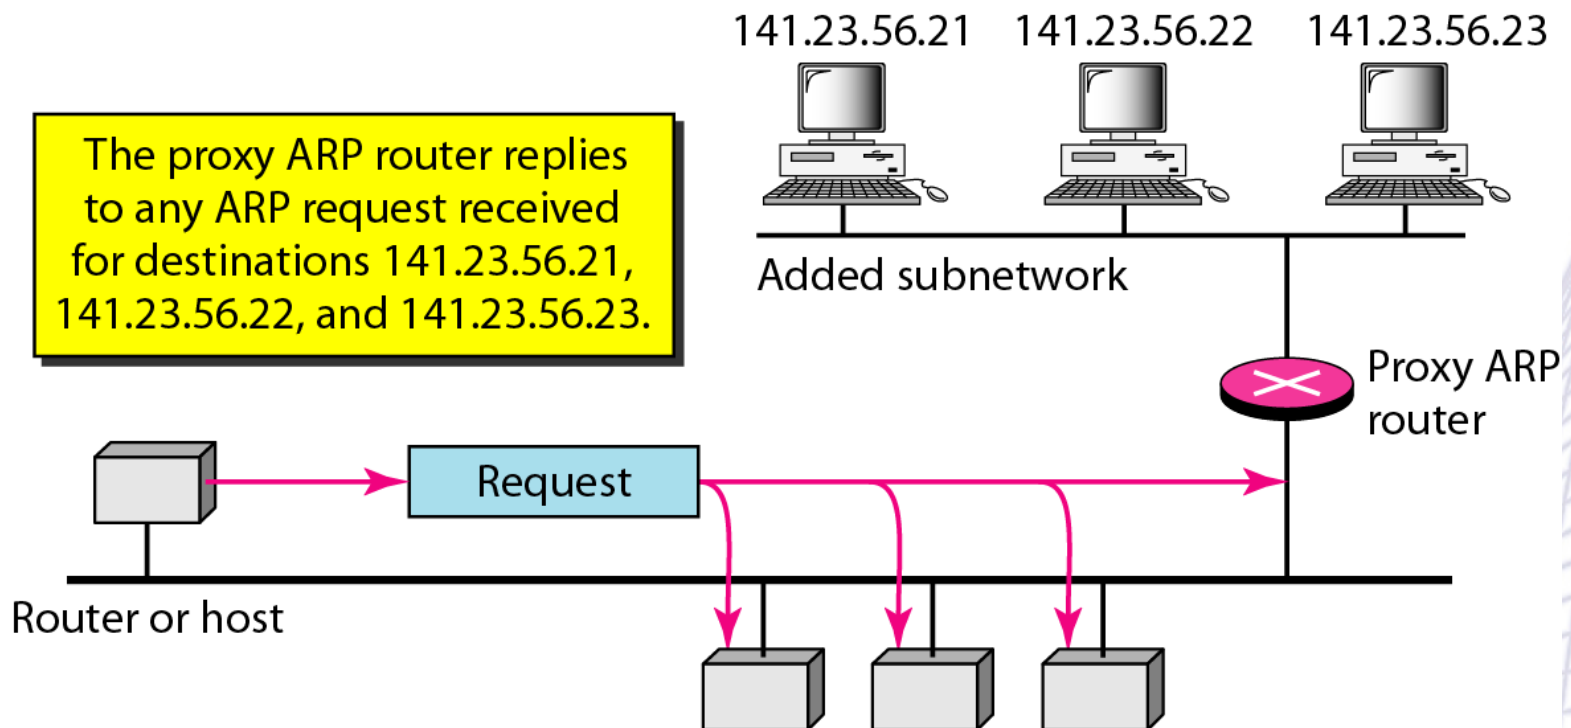 141.23.56.21 141.23.56.22 141.23.56.23
The proxy ARP router replies
to any ARP request received
for destinations 141.23.56.21,
141.23.56.22, and 141.23.56.23.
Added subnetwork
Proxy ARP
router
Request
Router or host